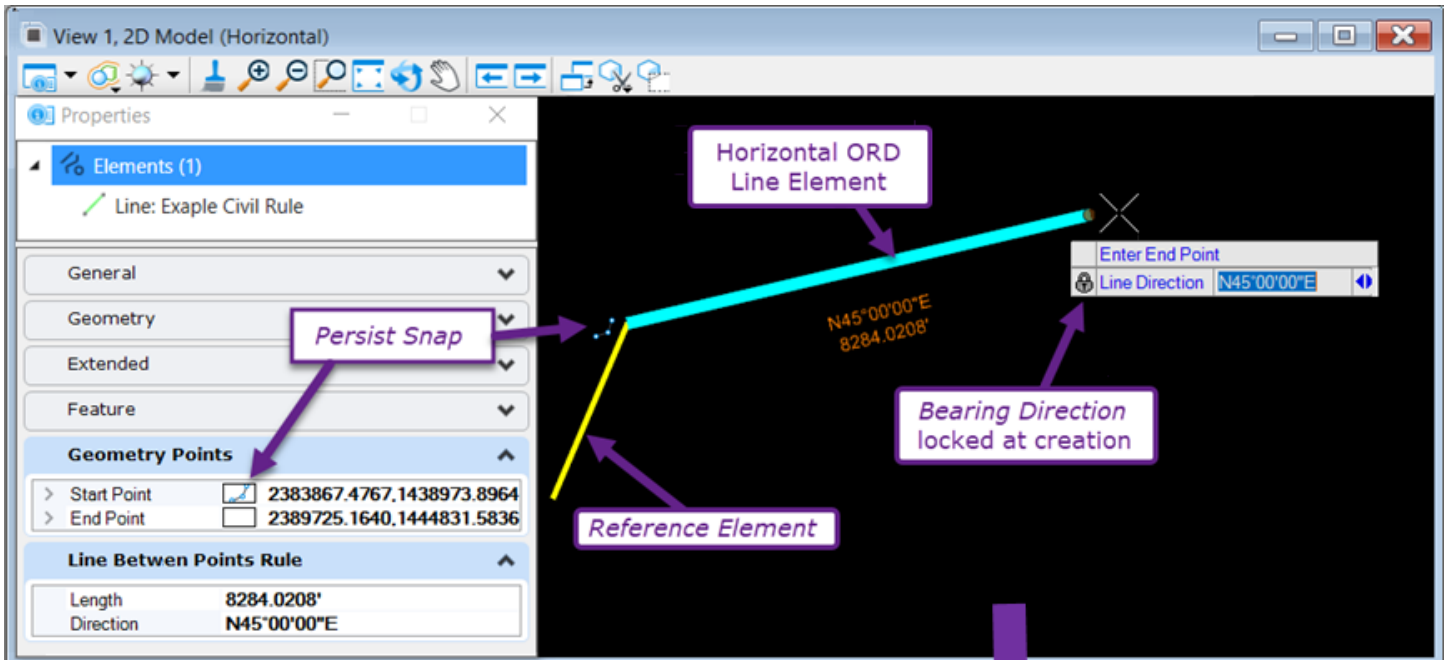 View 1, 2D Model (Horizontal)
Properties
Elements (1)
Line: Exaple Civil Rule
General
Geometry
Extended
Feature
Geometry Points
Start Point 2383867.4767,1438973.8964
End Point 2389725.1640,1444831.5836
Line Betwen Points Rule
Length 8284.0208'
Direction N45°00'00"E
Persist Snap
Horizontal ORD
Line Element
Enter End Point
Line Direction N45°00'00"E
N45°00'00"E
8284.0208'
Bearing Direction
locked at creation
Reference Element